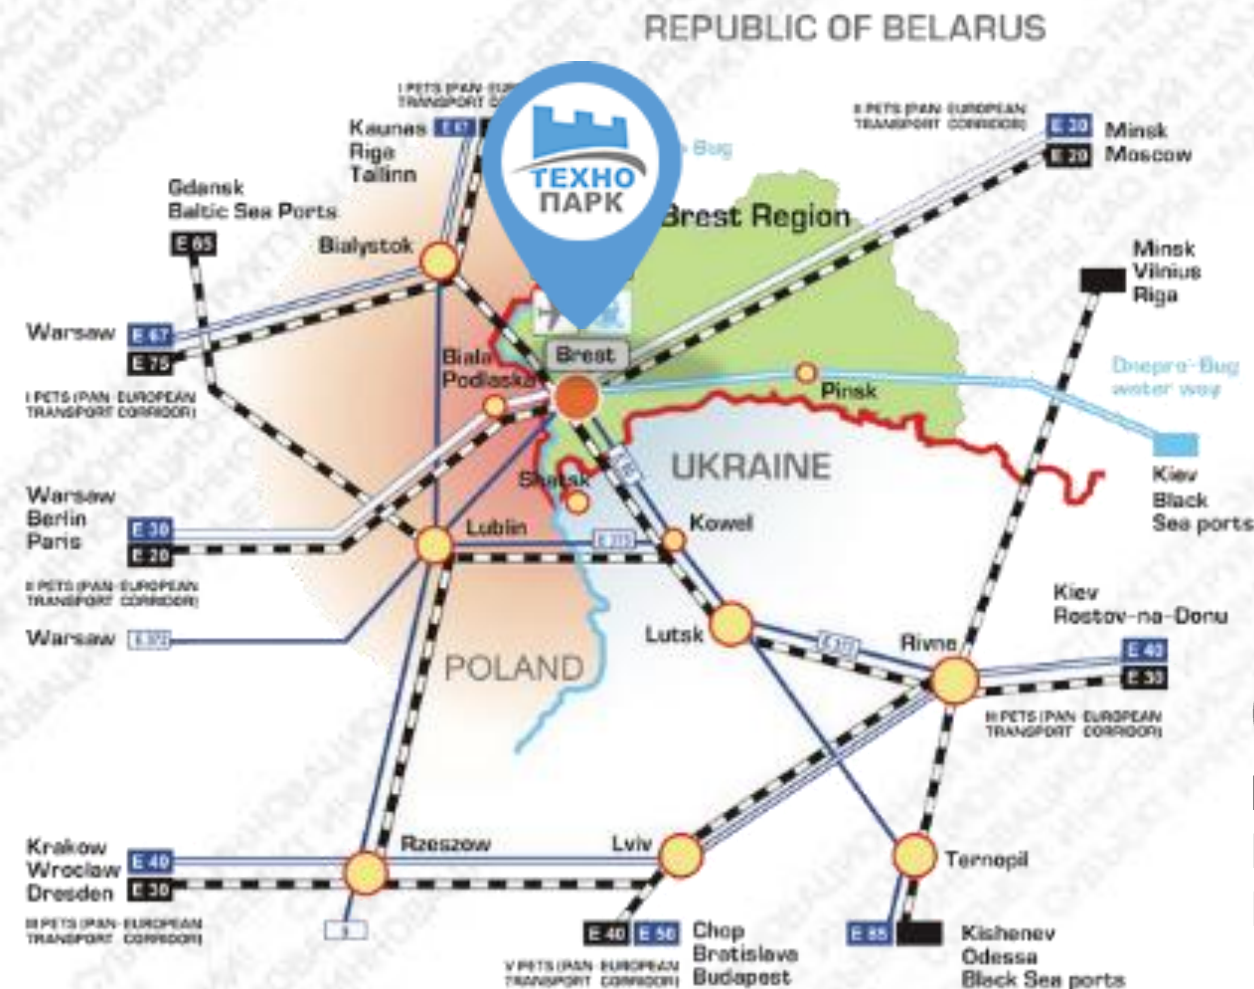 REPUBLIC OF BELARUS
I PETS (PAN-EUR
TRANSPORT CO
Kaunas E 67
Riga
Tallinn
ТЕХНО
ПАРК
Bug
II PETS (PAN-EUROPEAN
TRANSPORT CORRIDOR)
E 30 Minsk
E 20 Moscow
Gdansk
Baltic Sea Ports
E 65
Bialystok
Brest Region
Minsk
Vilnius
Riga
Warsaw E 67
E 75
I PETS (PAN-EUROPEAN
TRANSPORT CORRIDOR)
Biala
Podlaska
Brest
Pinsk
Dnepro-Bug
water way
Kiev
Black
Sea ports
UKRAINE
Shatsk
Kowel
Warsaw
Berlin
Paris
E 30
E 20
II PETS (PAN-EUROPEAN
TRANSPORT CORRIDOR)
Lublin
E 373
Warsaw E 372
POLAND
Lutsk
Rivne
Kiev
Rostov-na-Donu
E 40
E 30
III PETS (PAN-EUROPEAN
TRANSPORT CORRIDOR)
Krakow
Wroclaw
Dresden
E 40
E 30
III PETS (PAN-EUROPEAN
TRANSPORT CORRIDOR)
Rzeszow
Lviv
Ternopil
E 40 E 50 Chop
Bratislava
Budapest
V PETS (PAN-EUROPEAN
TRANSPORT CORRIDOR)
E 85
Kishenev
Odessa
Black Sea ports